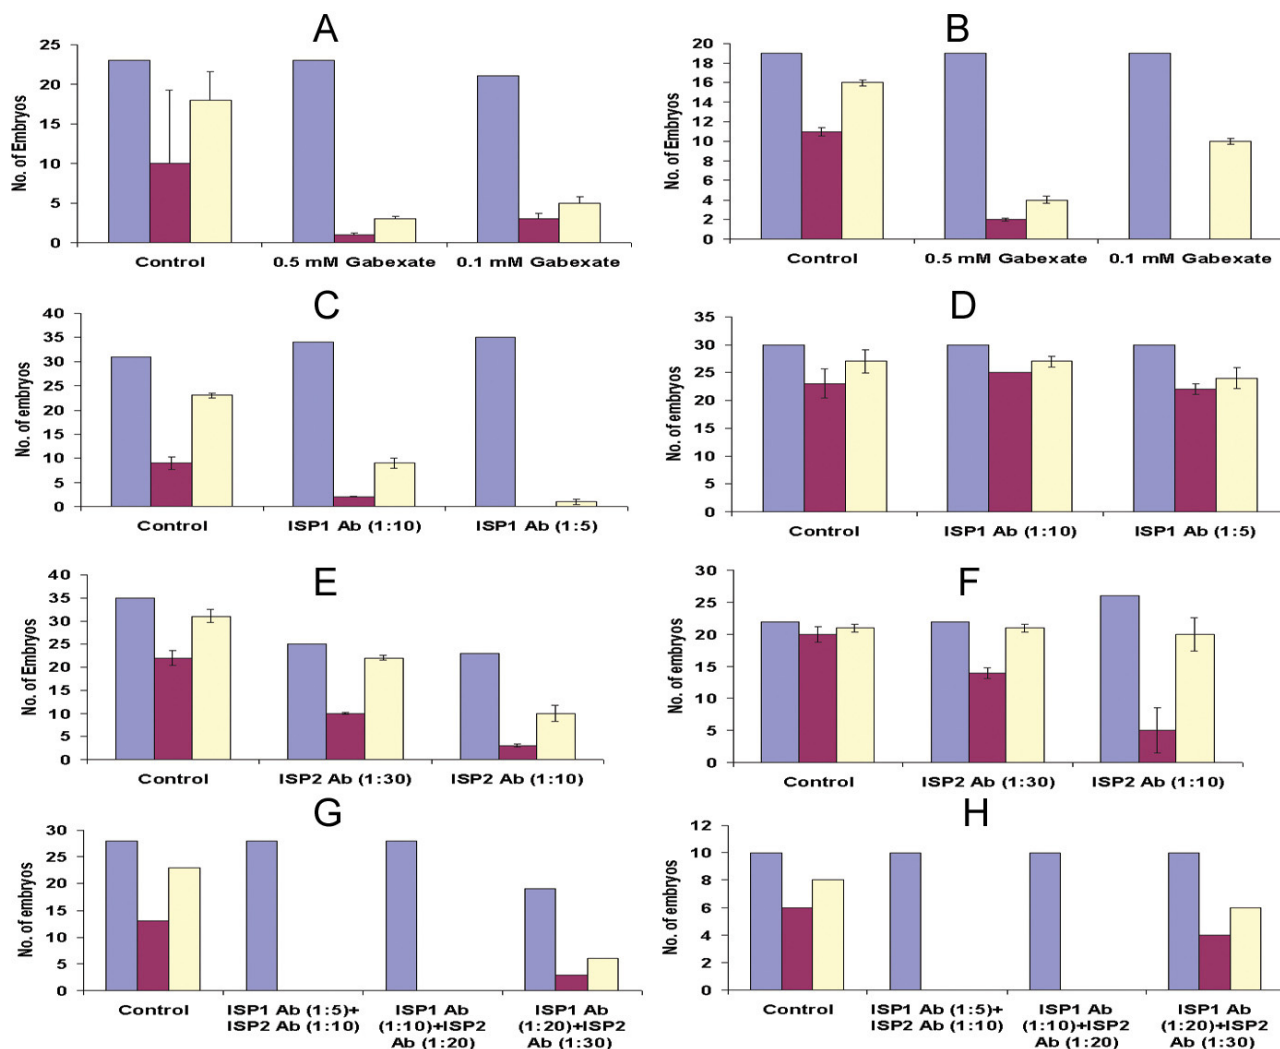 A
No. of Embryos
25
20
15
10
5
0
Control
0.5 mM Gabexate
0.1 mM Gabexate
B
No. of Embryos
20
18
16
14
12
10
8
6
4
2
0
Control
0.5 mM Gabexate
0.1 mM Gabexate
C
No. of embryos
40
35
30
25
20
15
10
5
0
Control
ISP1 Ab (1:10)
ISP1 Ab (1:5)
D
No. of embryos
35
30
25
20
15
10
5
0
Control
ISP1 Ab (1:10)
ISP1 Ab (1:5)
E
No. of Embryos
40
35
30
25
20
15
10
5
0
Control
ISP2 Ab (1:30)
ISP2 Ab (1:10)
F
No. of embryos
30
25
20
15
10
5
0
Control
ISP2 Ab (1:30)
ISP2 Ab (1:10)
G
No. of Embryos
30
25
20
15
10
5
0
Control
ISP1 Ab (1:5)+
ISP2 Ab (1:10)
ISP1 Ab
(1:10)+ISP2
Ab (1:20)
ISP1 Ab
(1:20)+ISP2
Ab (1:30)
H
No. of embryos
12
10
8
6
4
2
0
Control
ISP1 Ab (1:5)+
ISP2 Ab (1:10)
ISP1 Ab
(1:10)+ISP2
Ab (1:20)
ISP1 Ab
(1:20)+ISP2
Ab (1:30)